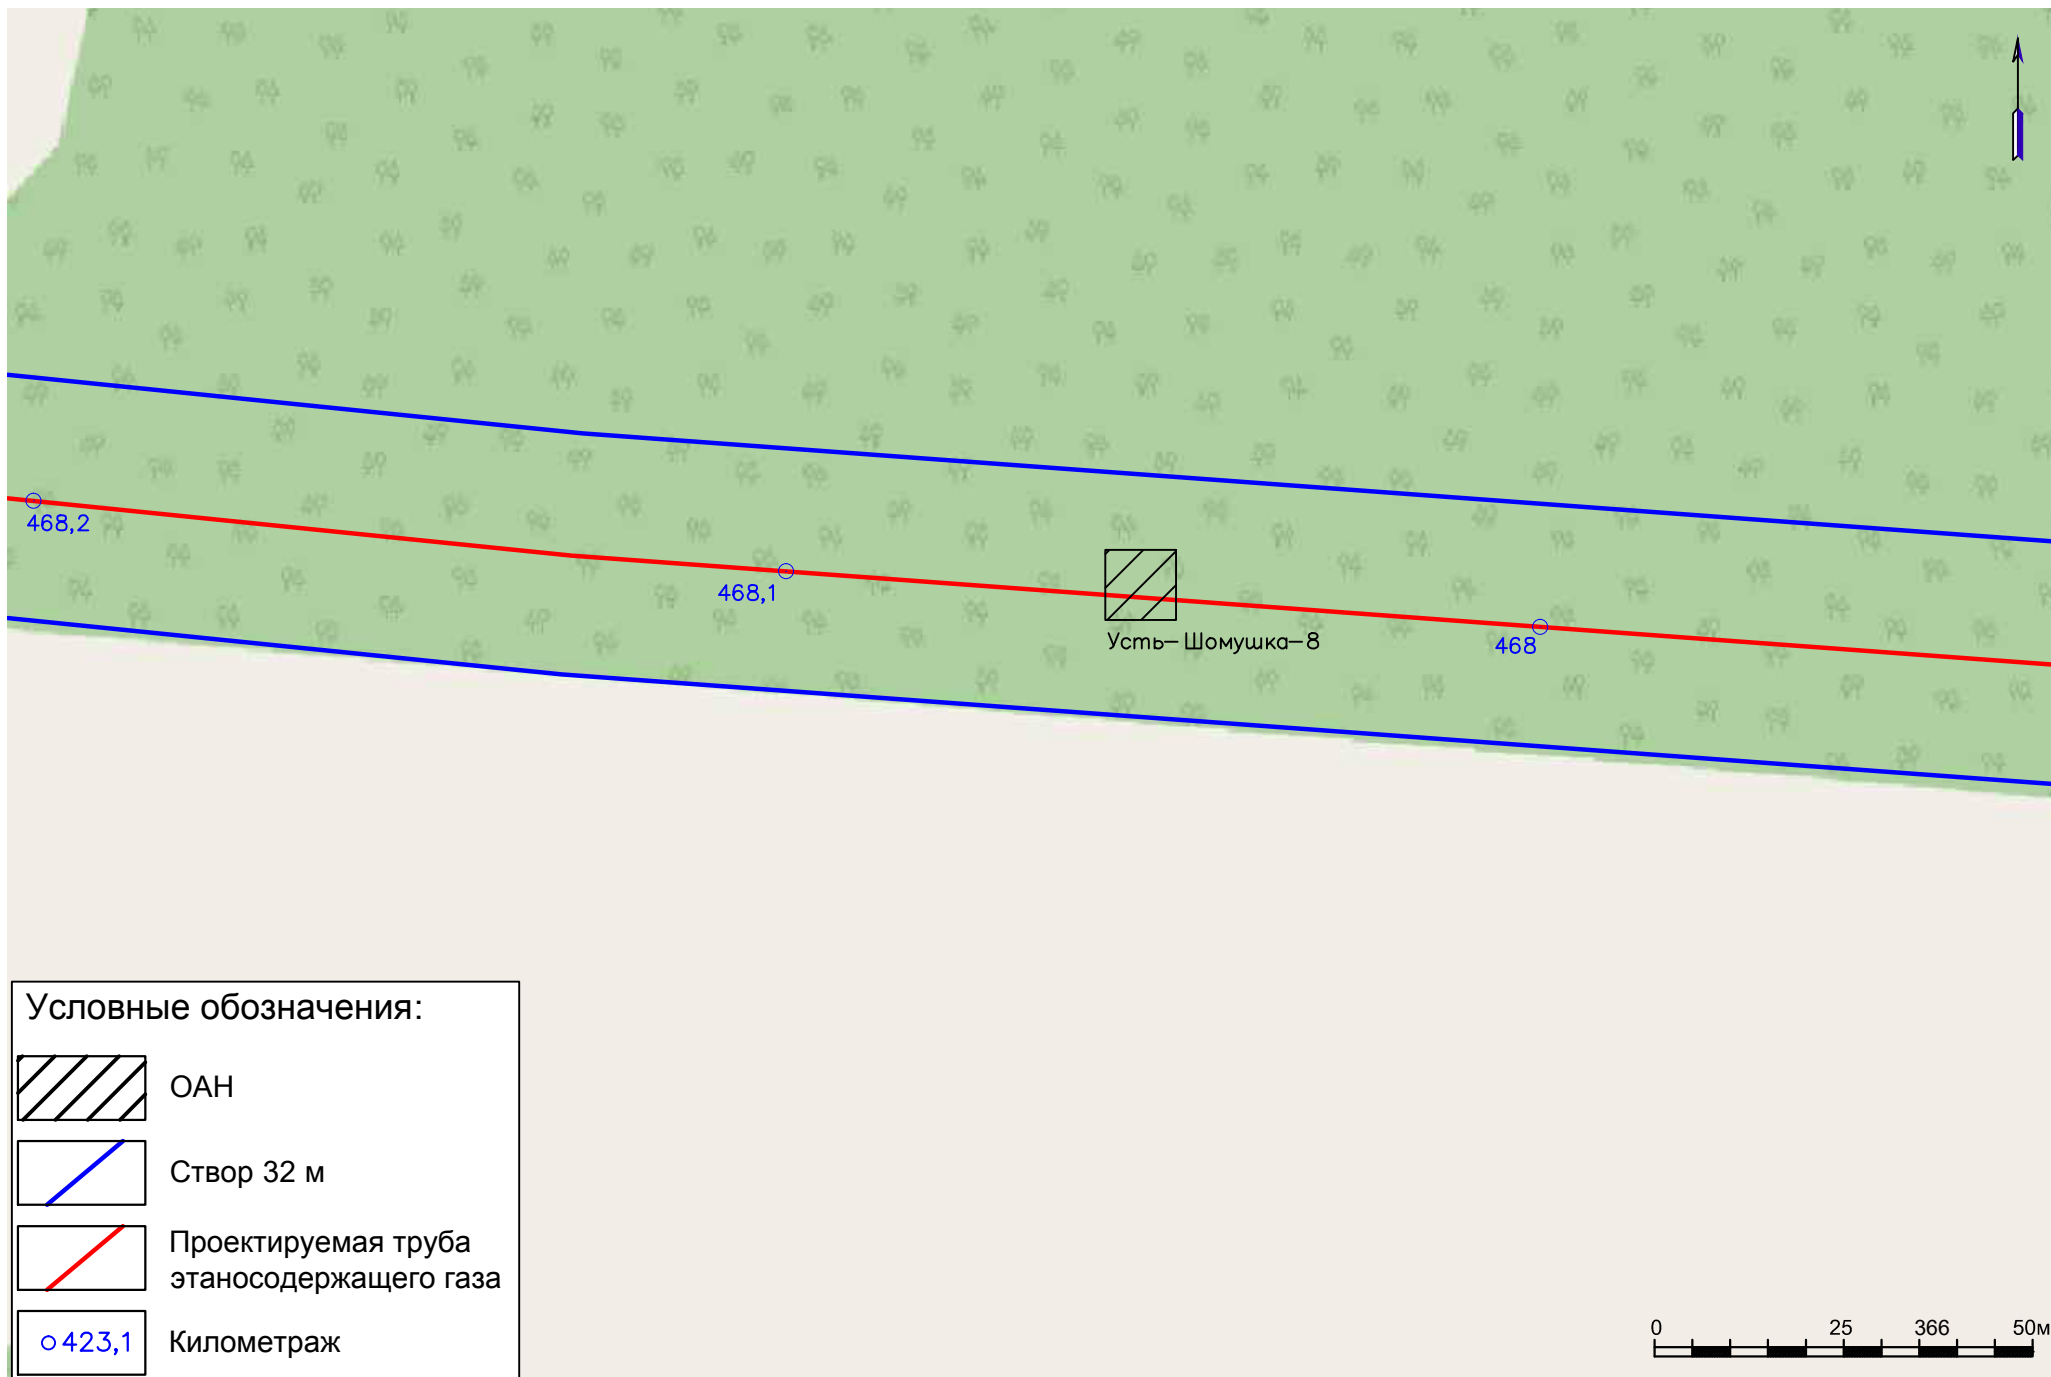 468,2
468,1
468
Усть-Шомушка-8
Условные обозначения:
ОАН
Створ 32 м
Проектируемая труба
этаносодержащего газа
423,1 Километраж
0 25 366 50м